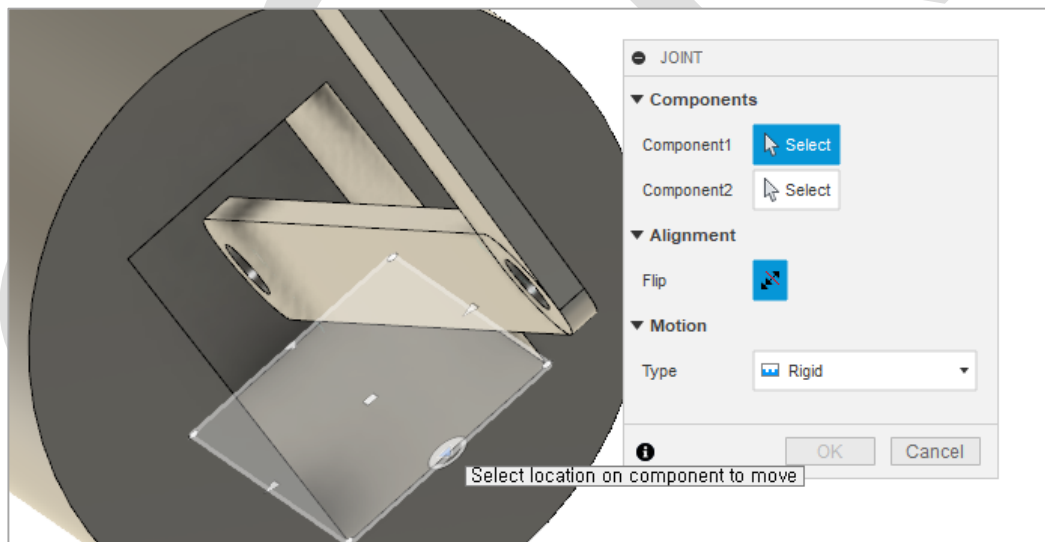 JOINT
Components
Component1 Select
Component2 Select
Alignment
Flip
Motion
Type Rigid
OK Cancel
Select location on component to move